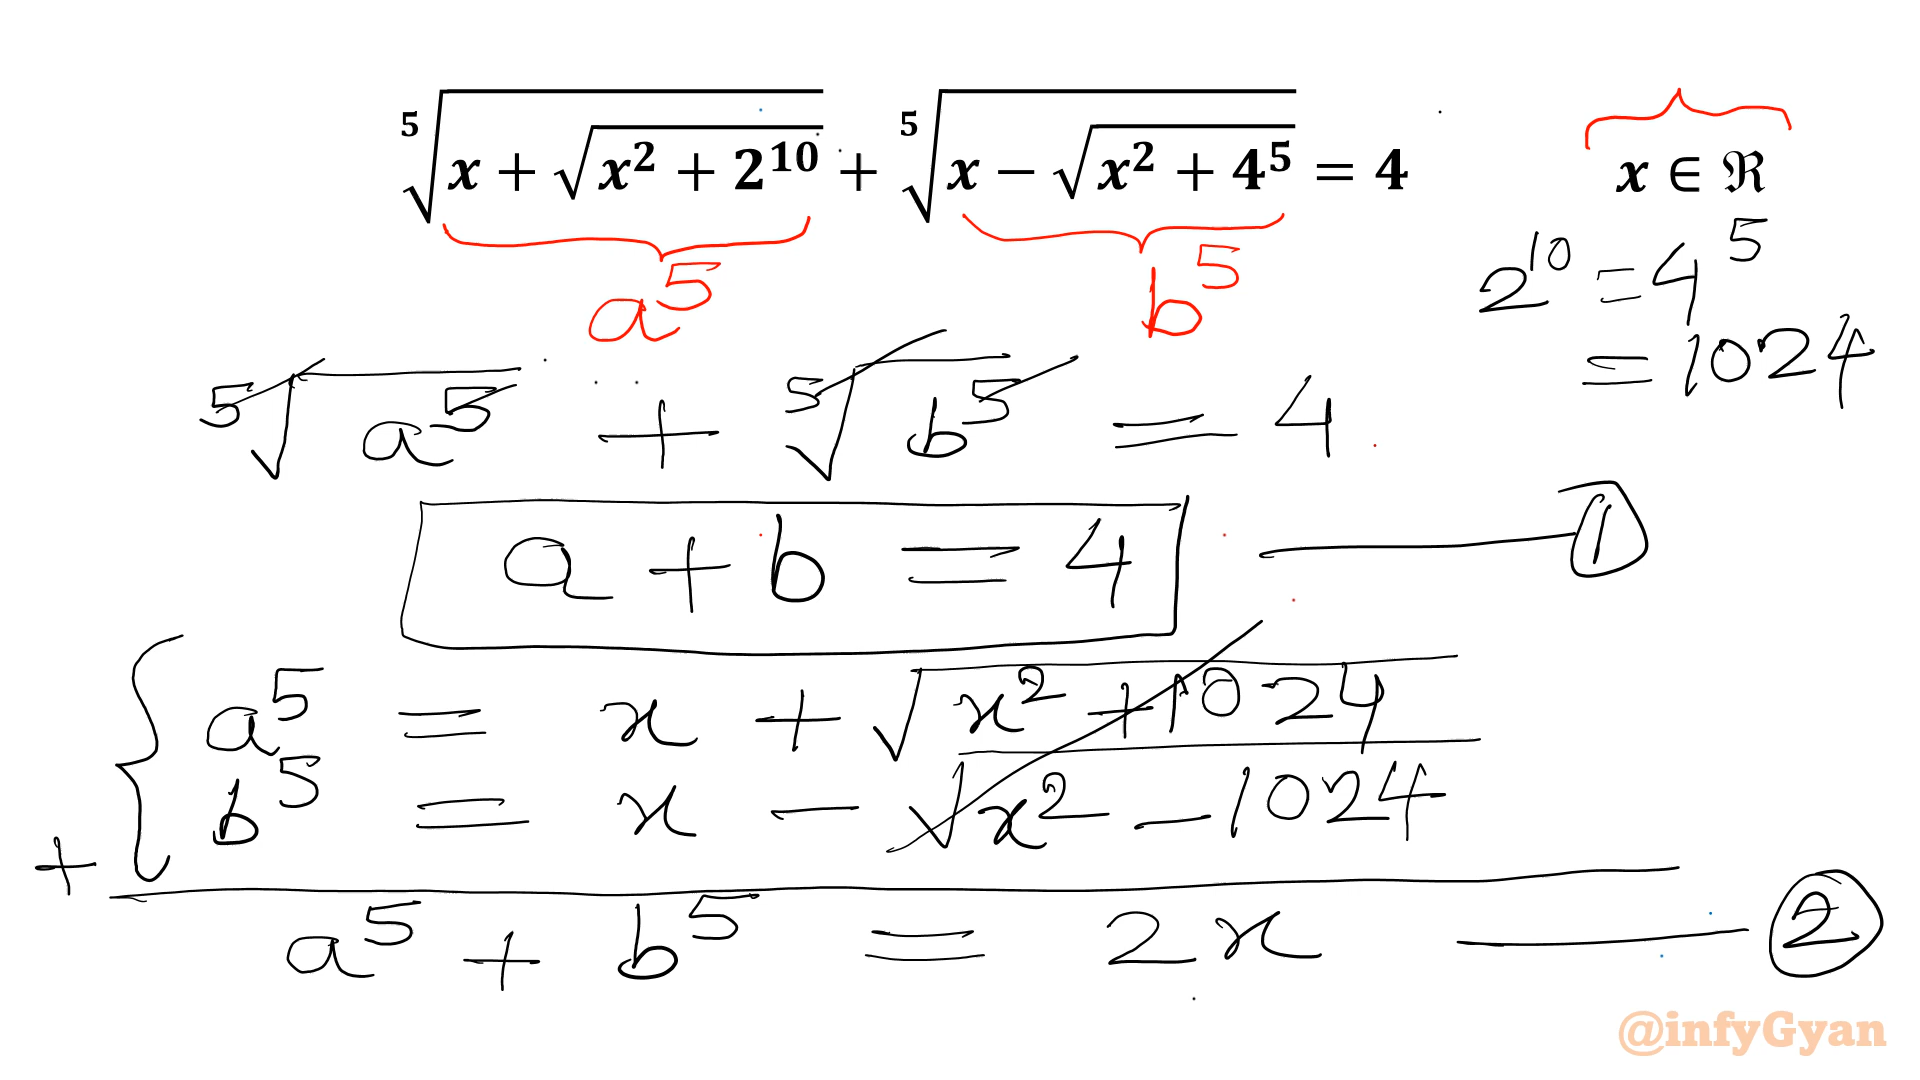 ⁵√(x + √(x² + 2¹⁰)) + ⁵√(x − √(x² + 4⁵)) = 4 x ∈ ℜ
a⁵ b⁵ 2¹⁰ = 4⁵
= 1024
⁵√a⁵ + ⁵√b⁵ = 4
a + b = 4 ——— ①
a⁵ = x + √(x² + 1024)
b⁵ = x − √(x² − 1024)
+
a⁵ + b⁵ = 2x ——— ②
@infyGyan